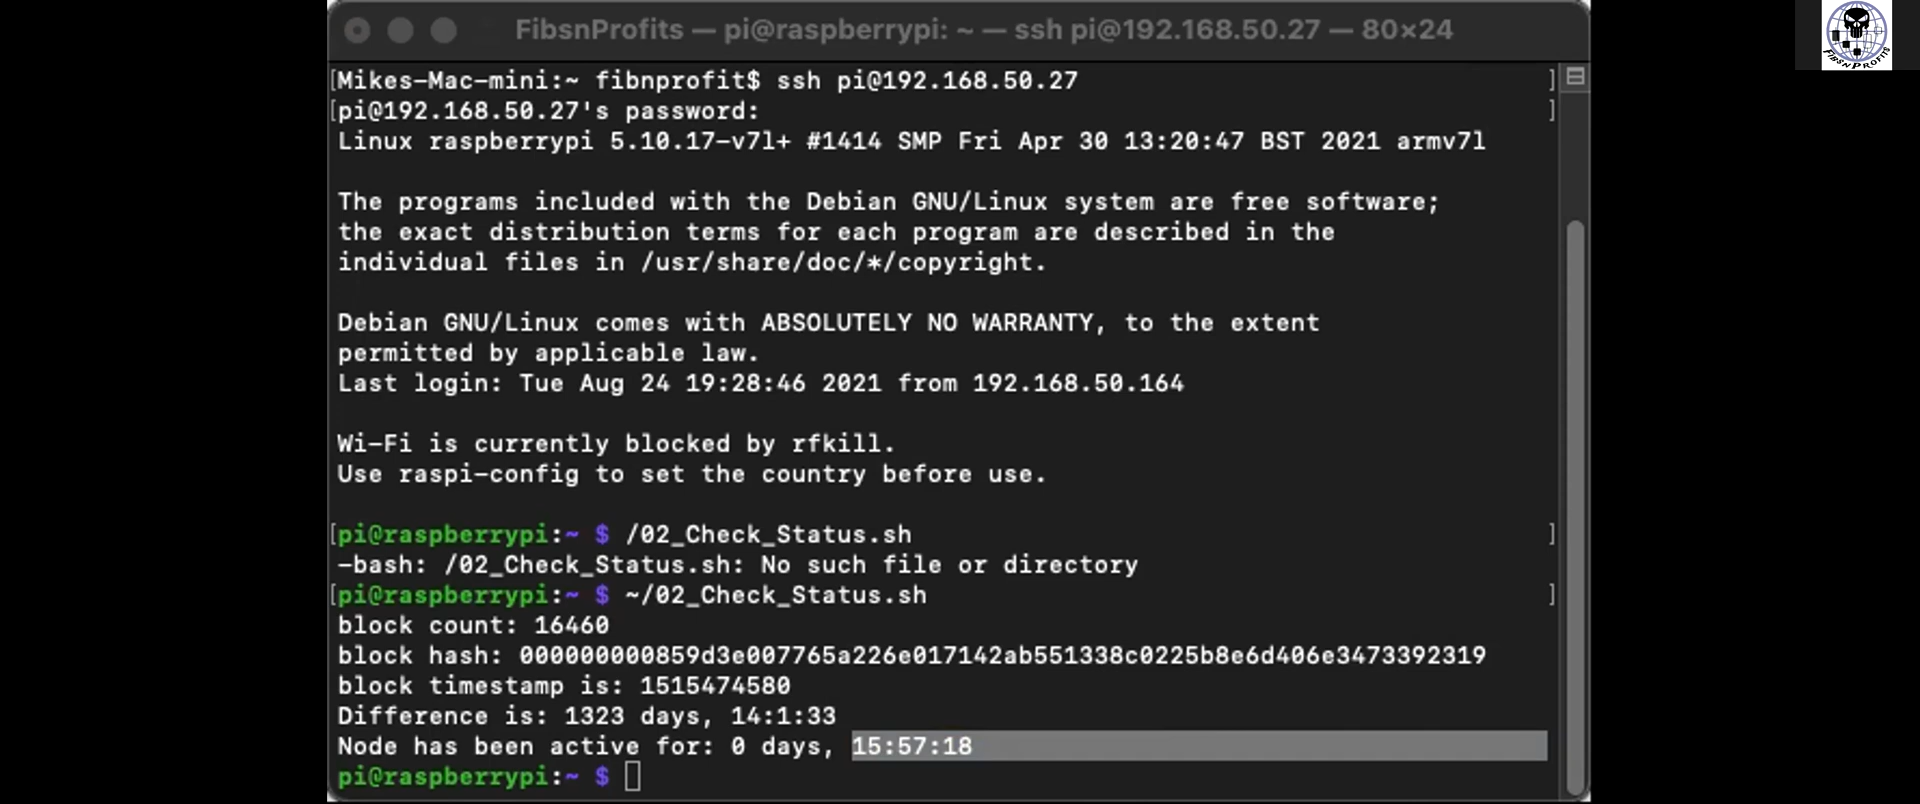 FibsnProfits — pi@raspberrypi: ~ — ssh pi@192.168.50.27 — 80×24
[Mikes-Mac-mini:~ fibnprofit$ ssh pi@192.168.50.27 ]
[pi@192.168.50.27's password: ]
Linux raspberrypi 5.10.17-v7l+ #1414 SMP Fri Apr 30 13:20:47 BST 2021 armv7l
The programs included with the Debian GNU/Linux system are free software;
the exact distribution terms for each program are described in the
individual files in /usr/share/doc/*/copyright.
Debian GNU/Linux comes with ABSOLUTELY NO WARRANTY, to the extent
permitted by applicable law.
Last login: Tue Aug 24 19:28:46 2021 from 192.168.50.164
Wi-Fi is currently blocked by rfkill.
Use raspi-config to set the country before use.
[pi@raspberrypi:~ $ /02_Check_Status.sh ]
-bash: /02_Check_Status.sh: No such file or directory
[pi@raspberrypi:~ $ ~/02_Check_Status.sh ]
block count: 16460
block hash: 000000000859d3e007765a226e017142ab551338c0225b8e6d406e3473392319
block timestamp is: 1515474580
Difference is: 1323 days, 14:1:33
Node has been active for: 0 days, 15:57:18
pi@raspberrypi:~ $
FIBSNPROFITS